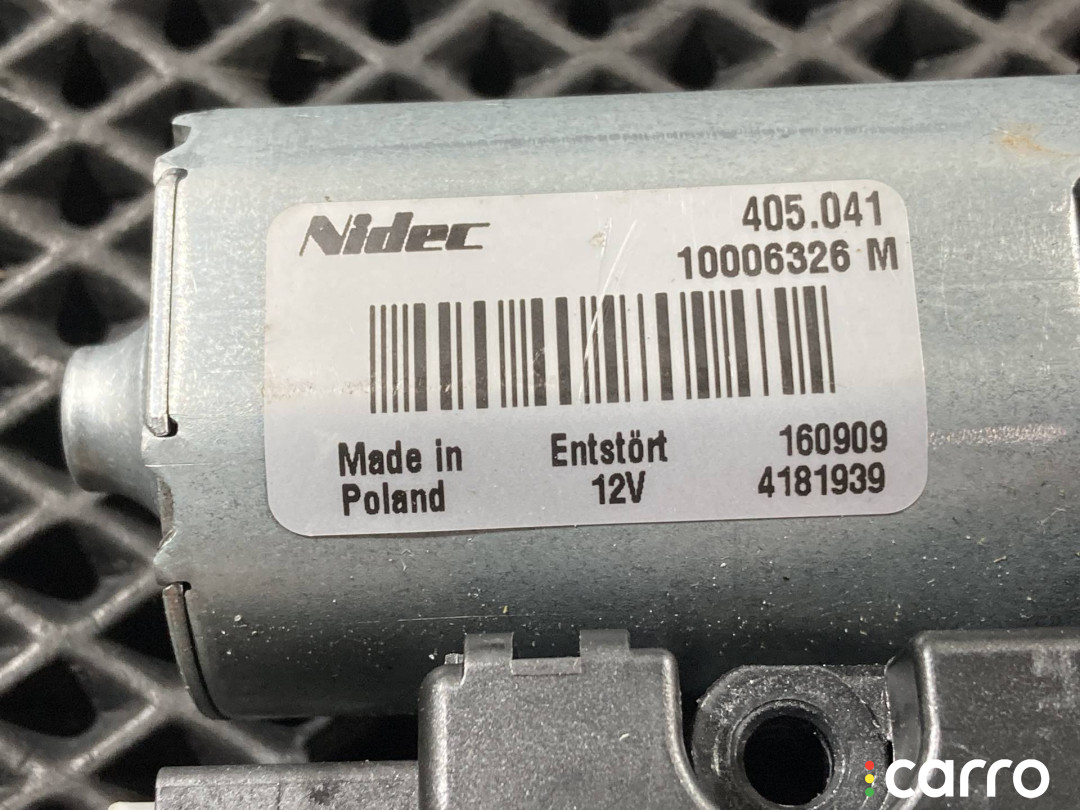 Nidec
405.041
10006326 M
Made in
Poland
Entstört
12V
160909
4181939
carro